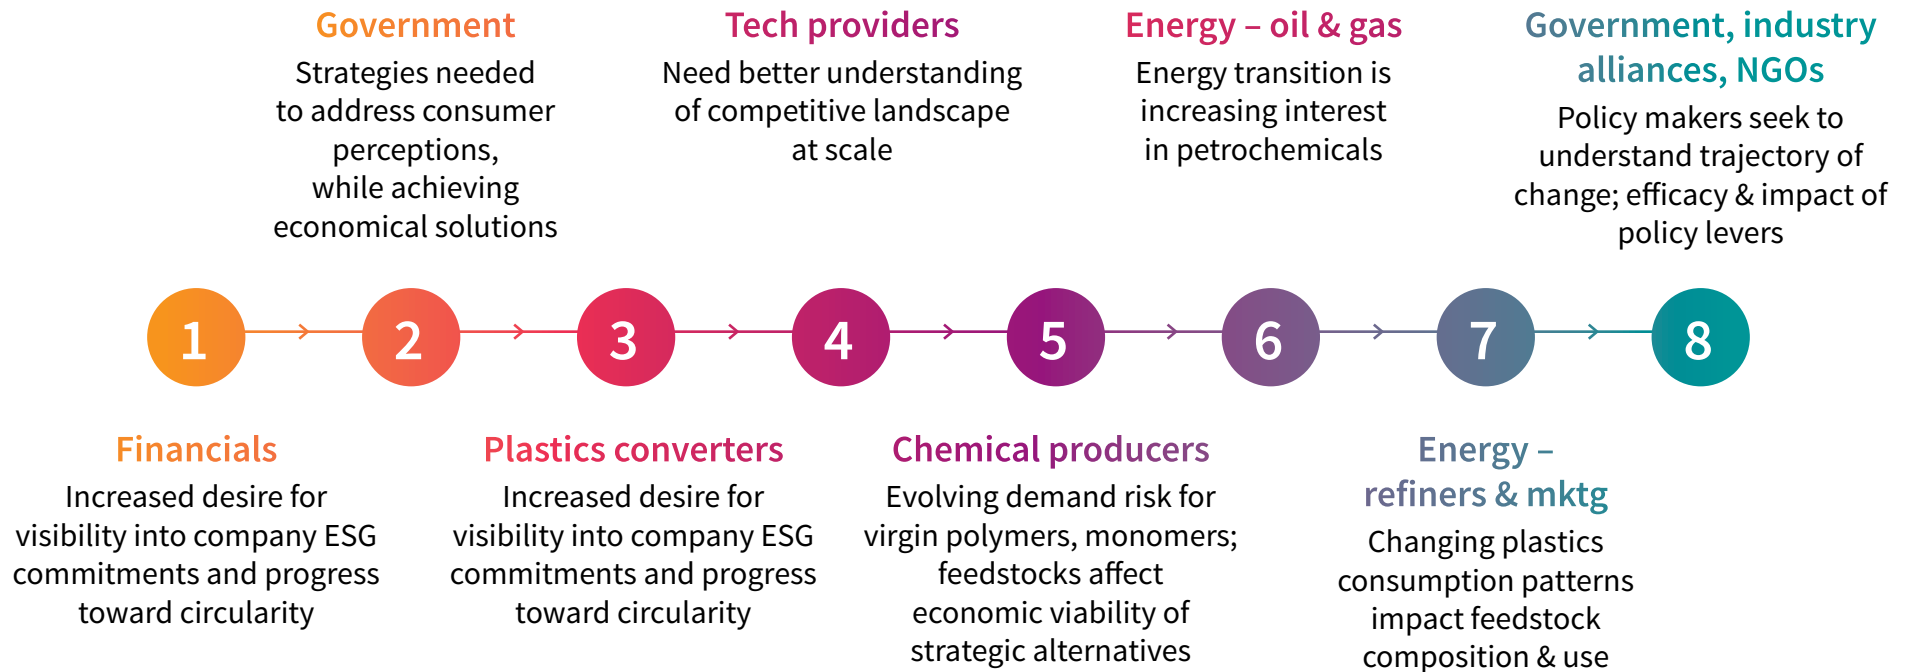 Government
Strategies needed
to address consumer
perceptions,
while achieving
economical solutions
Tech providers
Need better understanding
of competitive landscape
at scale
Energy – oil & gas
Energy transition is
increasing interest
in petrochemicals
Government, industry
alliances, NGOs
Policy makers seek to
understand trajectory of
change; efficacy & impact of
policy levers
1
2
3
4
5
6
7
8
Financials
Increased desire for
visibility into company ESG
commitments and progress
toward circularity
Plastics converters
Increased desire for
visibility into company ESG
commitments and progress
toward circularity
Chemical producers
Evolving demand risk for
virgin polymers, monomers;
feedstocks affect
economic viability of
strategic alternatives
Energy –
refiners & mktg
Changing plastics
consumption patterns
impact feedstock
composition & use